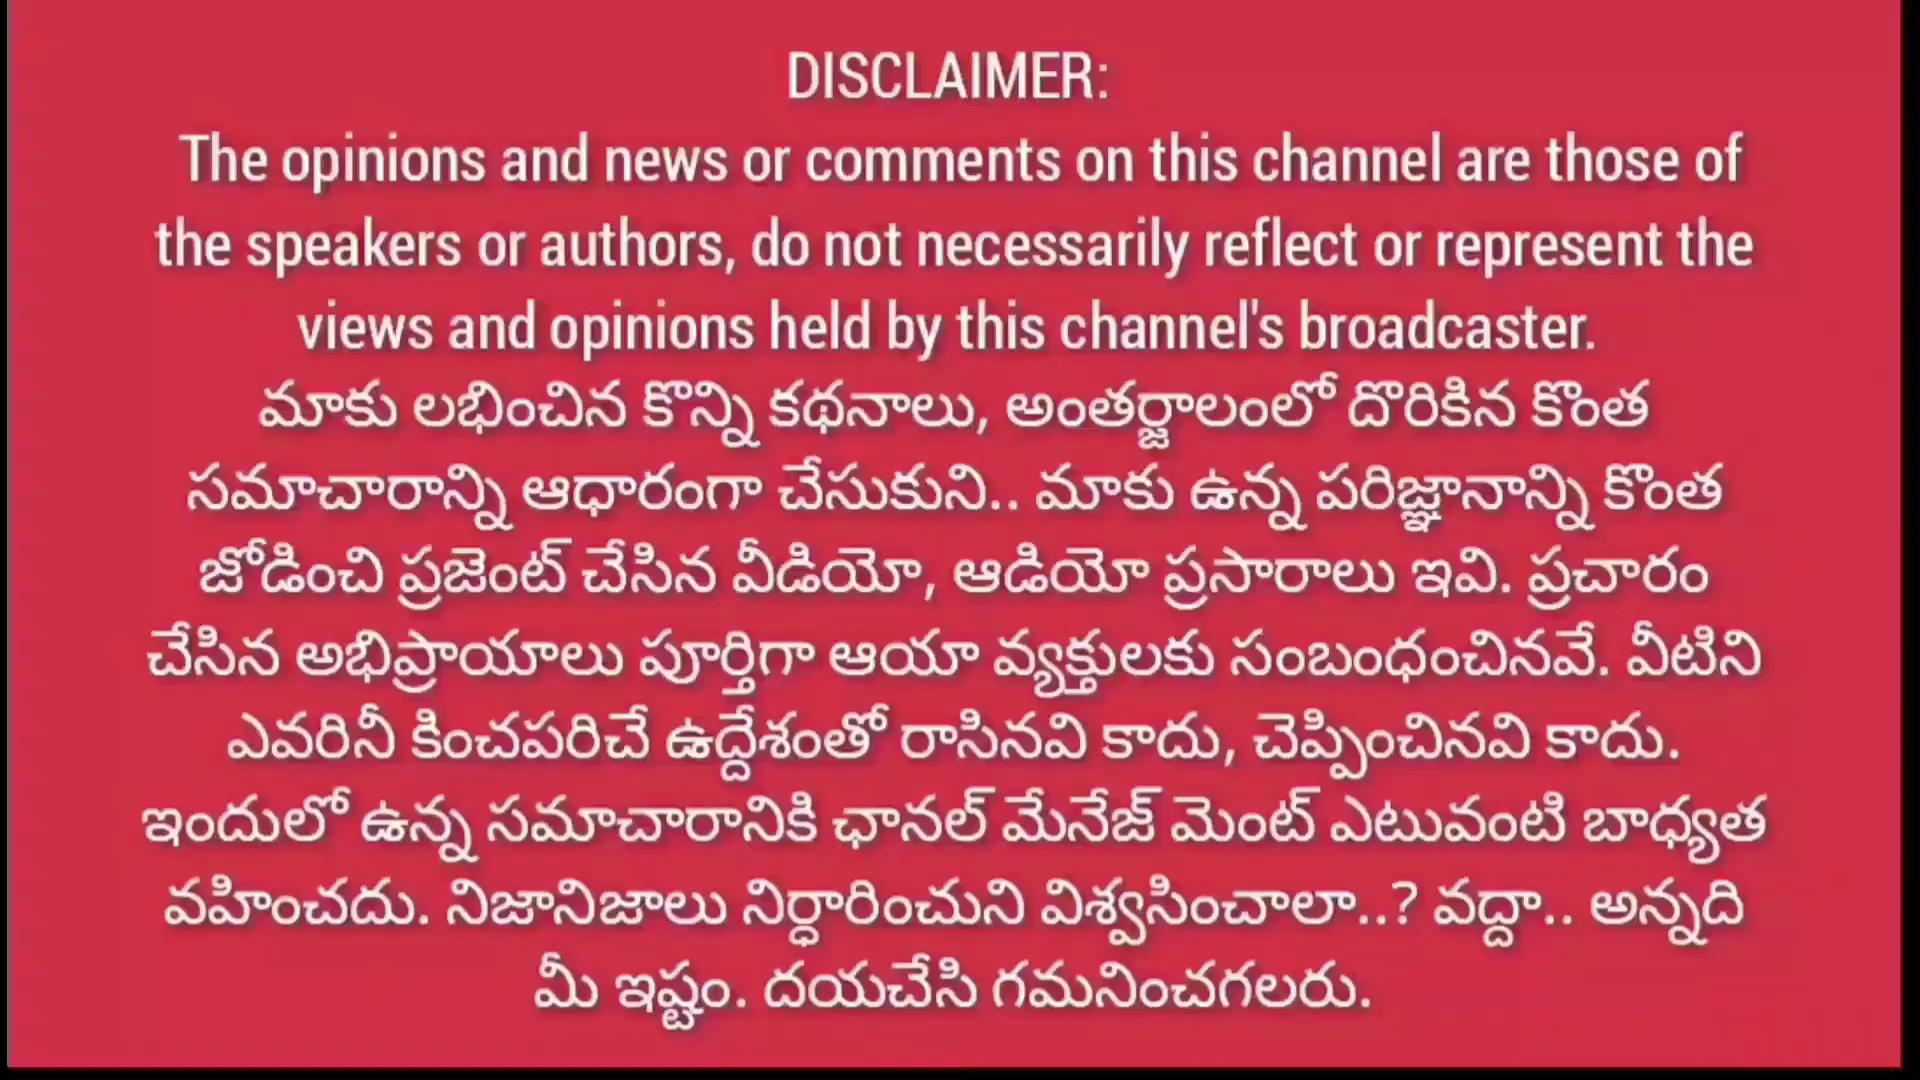 DISCLAIMER:
The opinions and news or comments on this channel are those of
the speakers or authors, do not necessarily reflect or represent the
views and opinions held by this channel's broadcaster.
మాకు లభించిన కొన్ని కథనాలు, అంతర్జాలంలో దొరికిన కొంత
సమాచారాన్ని ఆధారంగా చేసుకుని.. మాకు ఉన్న పరిజ్ఞానాన్ని కొంత
జోడించి ప్రజెంట్ చేసిన వీడియో, ఆడియో ప్రసారాలు ఇవి. ప్రచారం
చేసిన అభిప్రాయాలు పూర్తిగా ఆయా వ్యక్తులకు సంబంధించినవే. వీటిని
ఎవరినీ కించపరిచే ఉద్దేశంతో రాసినవి కాదు, చెప్పించినవి కాదు.
ఇందులో ఉన్న సమాచారానికి ఛానల్ మేనేజ్ మెంట్ ఎటువంటి బాధ్యత
వహించదు. నిజానిజాలు నిర్ధారించుని విశ్వసించాలా..? వద్దా.. అన్నది
మీ ఇష్టం. దయచేసి గమనించగలరు.